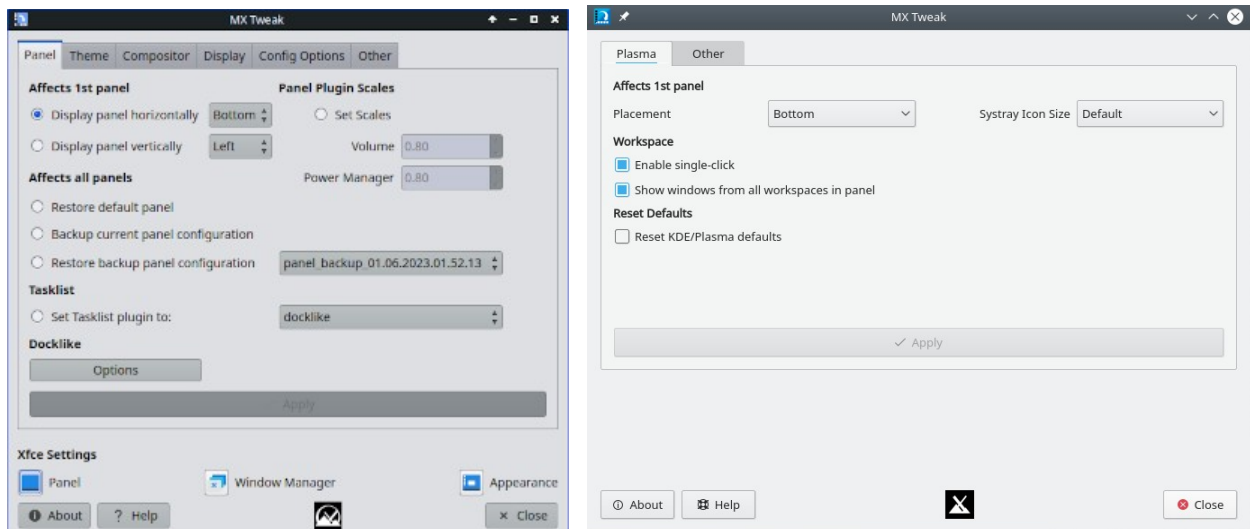 MX Tweak
Panel Theme Compositor Display Config Options Other
Affects 1st panel Panel Plugin Scales
Display panel horizontally Bottom Set Scales
Display panel vertically Left Volume 0.80
Affects all panels Power Manager 0.80
Restore default panel
Backup current panel configuration
Restore backup panel configuration panel_backup_01.06.2023.01.52.13
Tasklist
Set Tasklist plugin to: docklike
Docklike
Options
Apply
Xfce Settings
Panel Window Manager Appearance
About ? Help × Close
MX Tweak
Plasma Other
Affects 1st panel
Placement Bottom Systray Icon Size Default
Workspace
Enable single-click
Show windows from all workspaces in panel
Reset Defaults
Reset KDE/Plasma defaults
✓ Apply
About Help Close